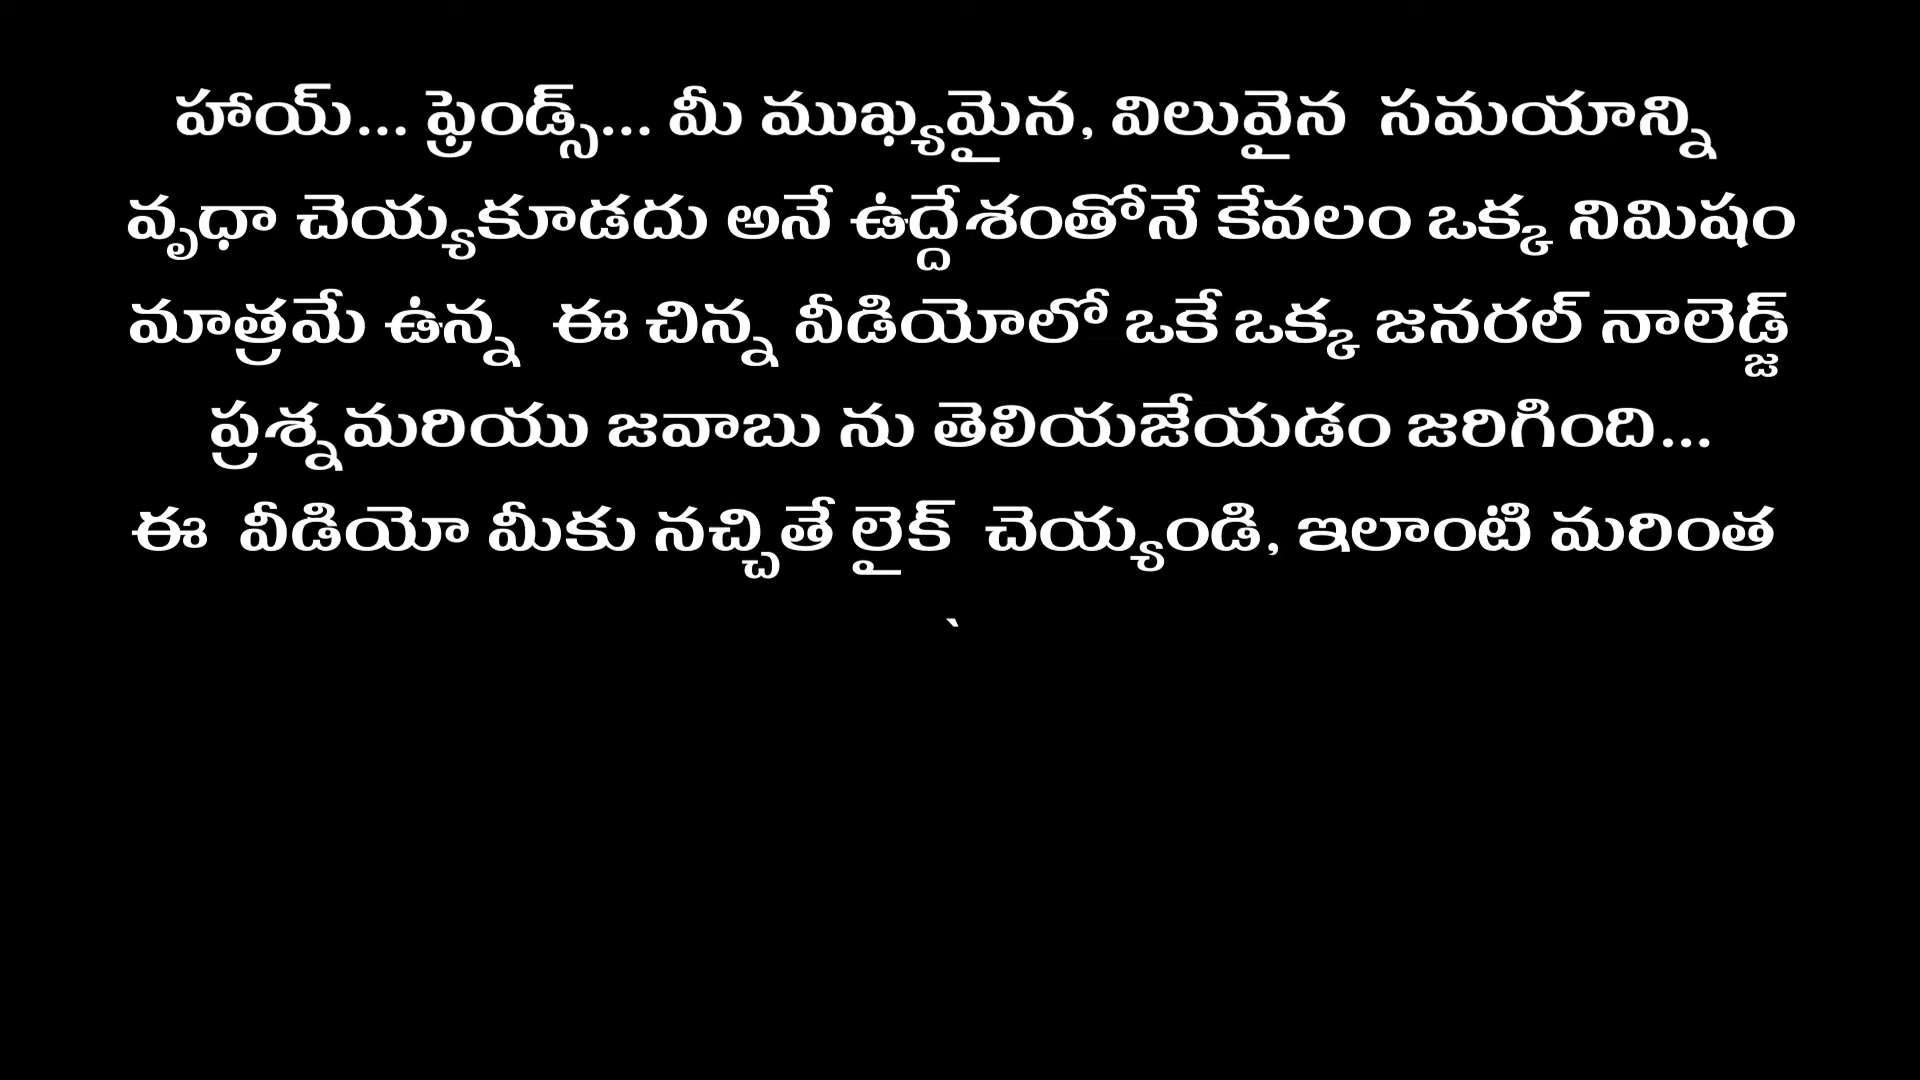 హాయ్... ఫ్రెండ్స్... మీ ముఖ్యమైన, విలువైన  సమయాన్ని
వృధా చెయ్యకూడదు అనే ఉద్దేశంతోనే కేవలం ఒక్క నిమిషం
మాత్రమే ఉన్న  ఈ చిన్న వీడియోలో ఒకే ఒక్క జనరల్ నాలెడ్జ్
ప్రశ్నమరియు జవాబు ను తెలియజేయడం జరిగింది...
ఈ  వీడియో మీకు నచ్చితే లైక్  చెయ్యండి, ఇలాంటి మరింత